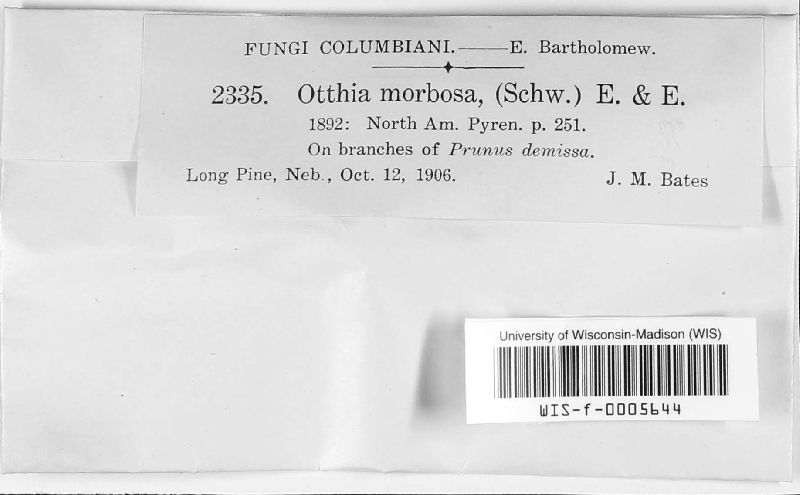 FUNGI COLUMBIANI.——E. Bartholomew.
2335. Otthia morbosa, (Schw.) E. & E.
1892: North Am. Pyren. p. 251.
On branches of Prunus demissa.
Long Pine, Neb., Oct. 12, 1906. J. M. Bates
University of Wisconsin-Madison (WIS)
WIS-f-0005644